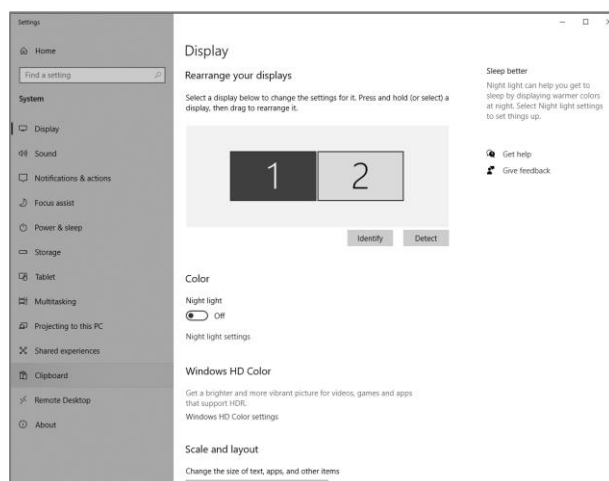 Settings
Home
Find a setting
System
Display
Sound
Notifications & actions
Focus assist
Power & sleep
Storage
Tablet
Multitasking
Projecting to this PC
Shared experiences
Clipboard
Remote Desktop
About
Display
Rearrange your displays
Select a display below to change the settings for it. Press and hold (or select) a
display, then drag to rearrange it.
1 2
Identify Detect
Color
Night light
Off
Night light settings
Windows HD Color
Get a brighter and more vibrant picture for videos, games and apps
that support HDR.
Windows HD Color settings
Scale and layout
Change the size of text, apps, and other items
Sleep better
Night light can help you get to
sleep by displaying warmer colors
at night. Select Night light settings
to set things up.
Get help
Give feedback